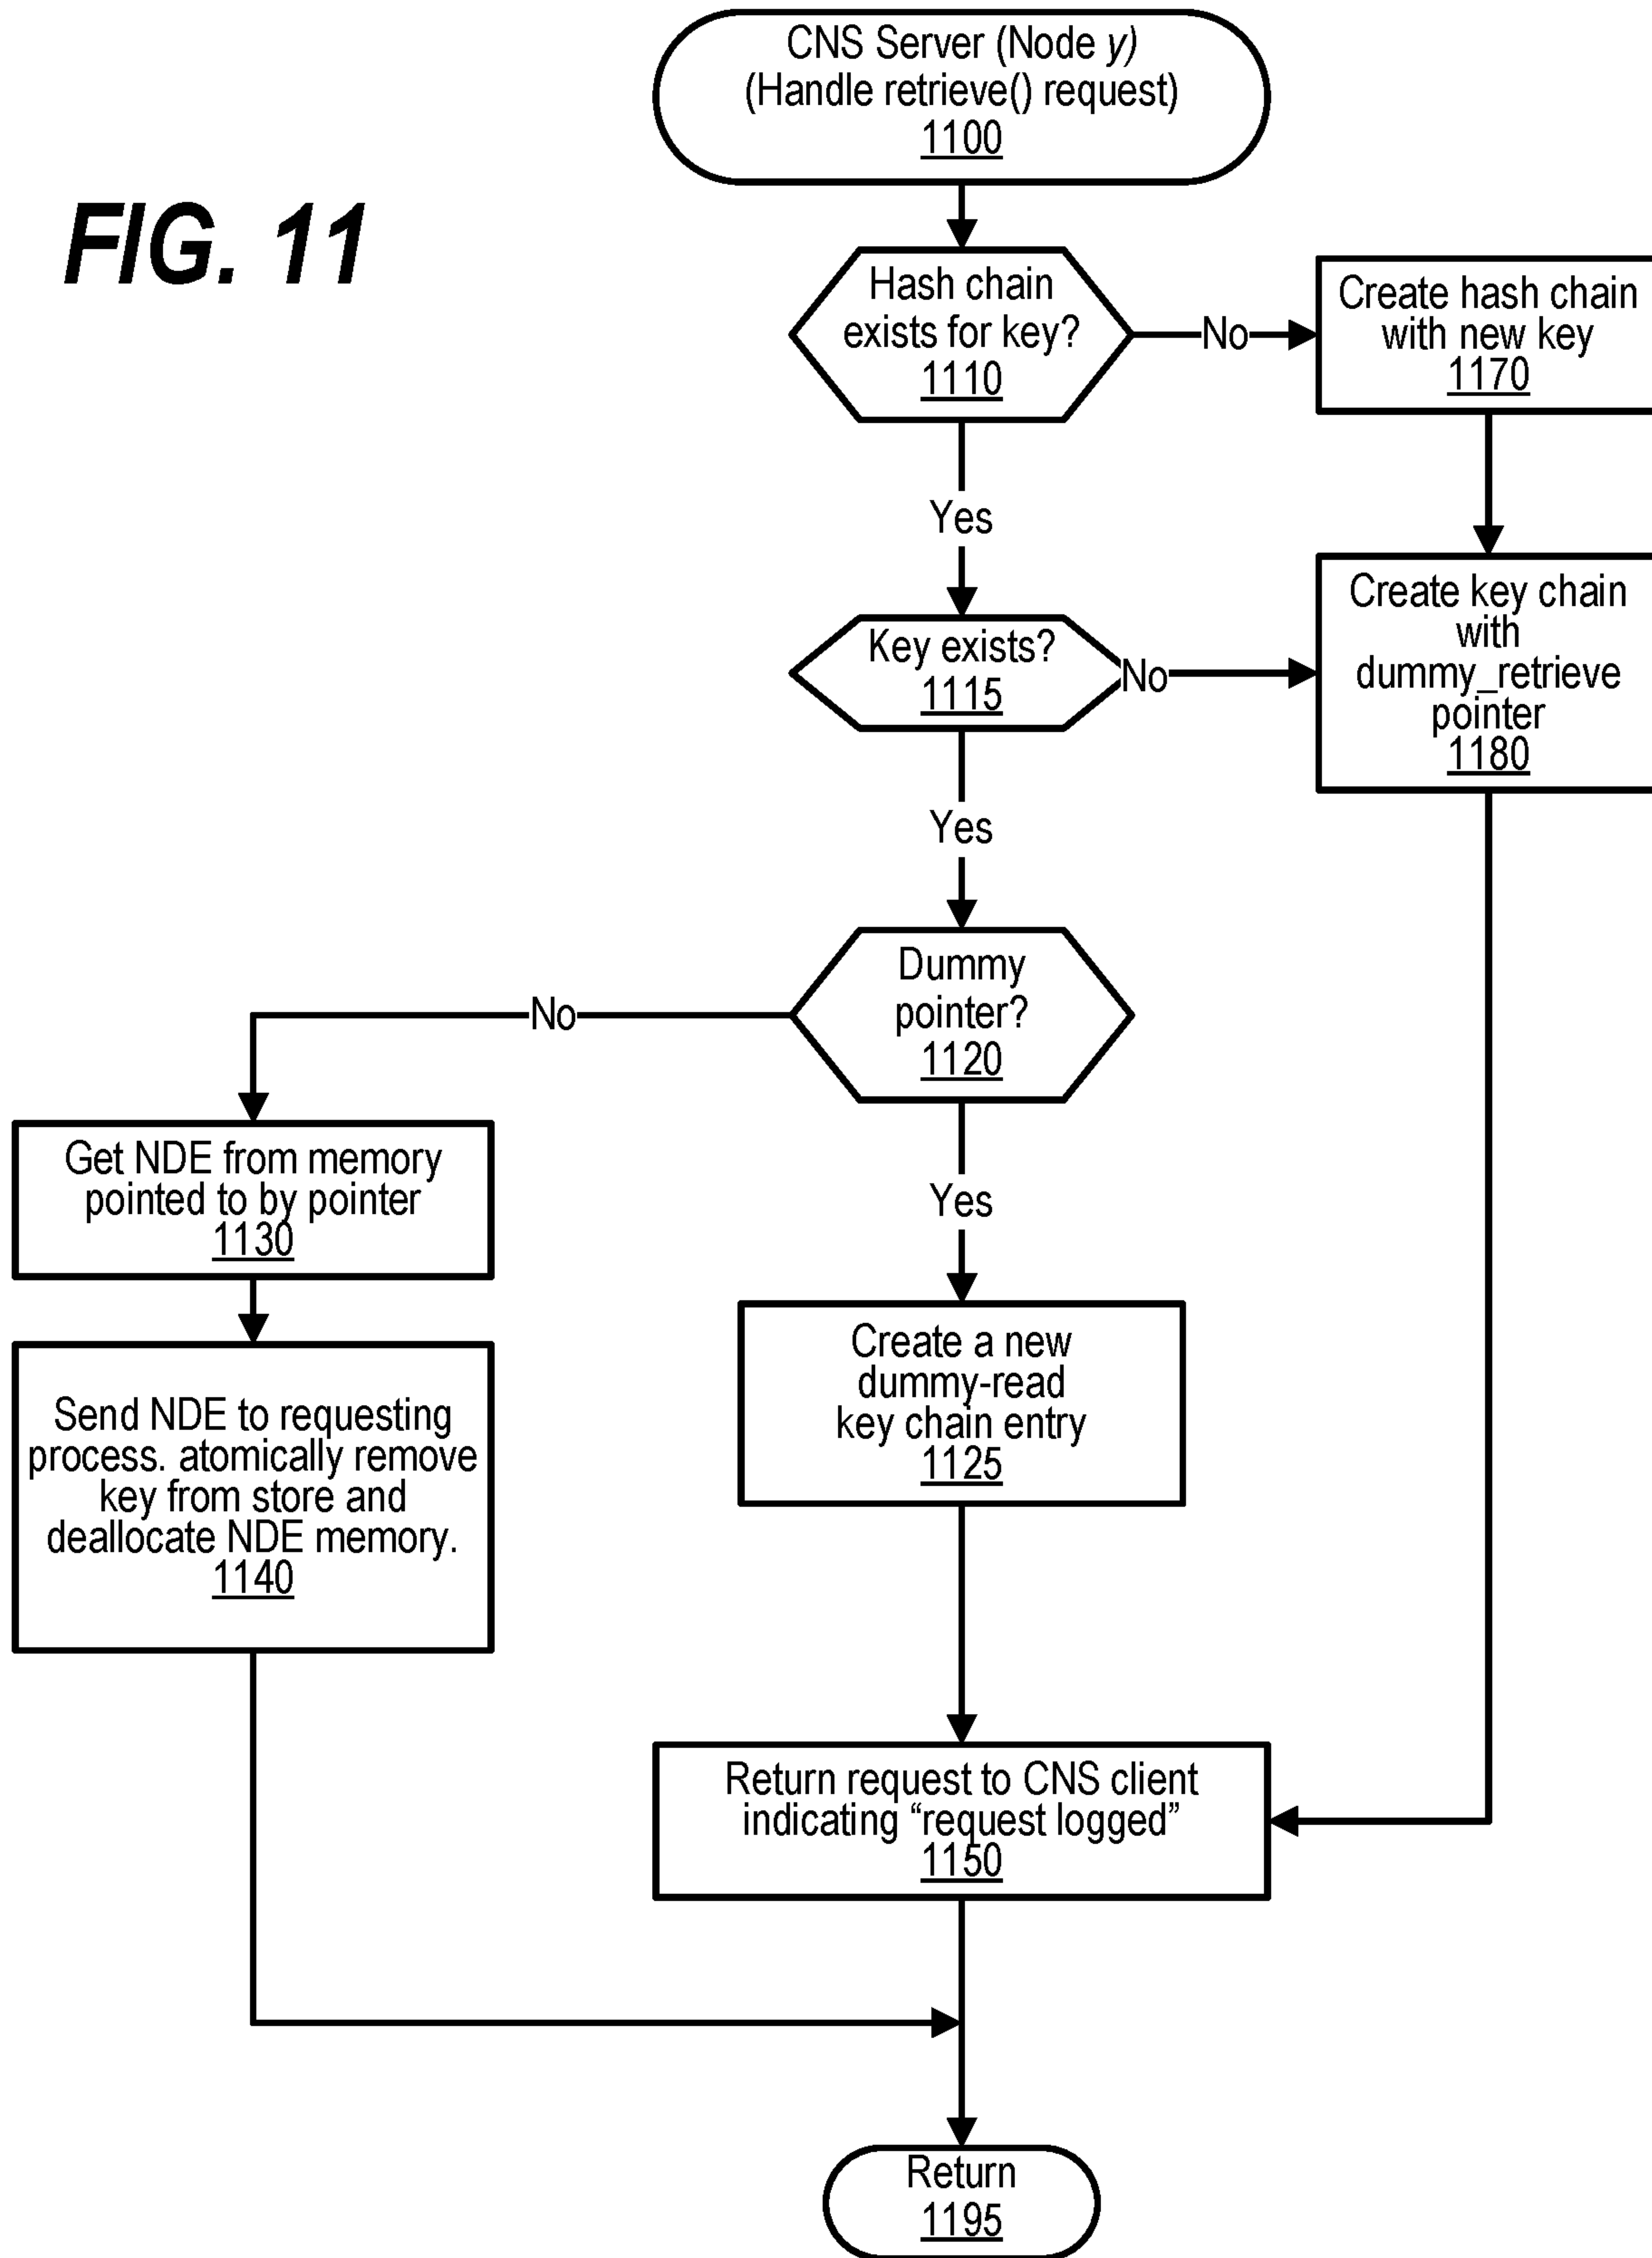 CNS Server (Node y)
(Handle retrieve() request)
1100
FIG. 11
Hash chain
exists for key?
1110
No
Create hash chain
with new key
1170
Yes
Key exists?
1115
No
Create key chain
with
dummy_retrieve
pointer
1180
Yes
Dummy
pointer?
1120
No
Get NDE from memory
pointed to by pointer
1130
Yes
Send NDE to requesting
process. atomically remove
key from store and
deallocate NDE memory.
1140
Create a new
dummy-read
key chain entry
1125
Return request to CNS client
indicating “request logged”
1150
Return
1195